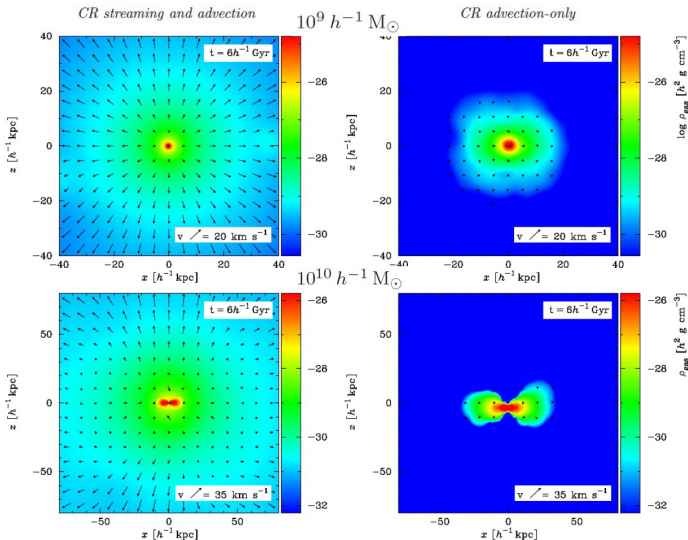 CR streaming and advection
10⁹ h⁻¹ M☉
CR advection-only
40
20
0
−20
−40
z [h⁻¹ kpc]
t = 6h⁻¹ Gyr
v ↗ = 20 km s⁻¹
−40 −20 0 20 40
x [h⁻¹ kpc]
−26
−28
−30
40
20
0
−20
−40
z [h⁻¹ kpc]
t = 6h⁻¹ Gyr
v ↗ = 20 km s⁻¹
−40 −20 0 20 40
x [h⁻¹ kpc]
−26
−28
−30
log ρgas [h² g cm⁻³]
10¹⁰ h⁻¹ M☉
50
0
−50
z [h⁻¹ kpc]
t = 6h⁻¹ Gyr
v ↗ = 35 km s⁻¹
−50 0 50
x [h⁻¹ kpc]
−26
−28
−30
−32
50
0
−50
z [h⁻¹ kpc]
t = 6h⁻¹ Gyr
v ↗ = 35 km s⁻¹
−50 0 50
x [h⁻¹ kpc]
−26
−28
−30
−32
ρgas [h² g cm⁻³]